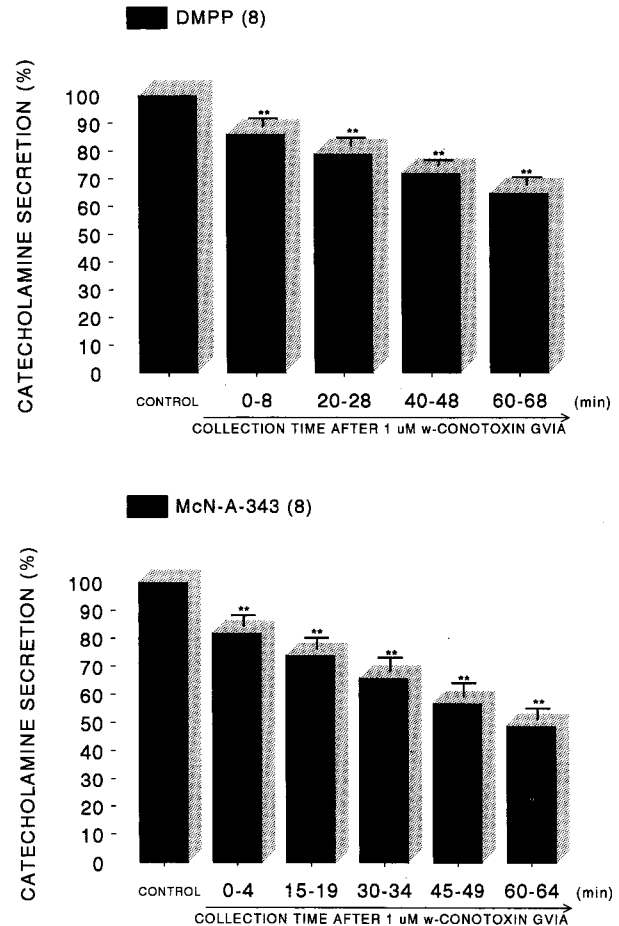 DMPP (8)
CATECHOLAMINE SECRETION (%)
100
90
80
70
60
50
40
30
20
10
0
** ** ** **
CONTROL 0-8 20-28 40-48 60-68 (min)
COLLECTION TIME AFTER 1 uM w-CONOTOXIN GVIA
McN-A-343 (8)
CATECHOLAMINE SECRETION (%)
100
90
80
70
60
50
40
30
20
10
0
** ** ** ** **
CONTROL 0-4 15-19 30-34 45-49 60-64 (min)
COLLECTION TIME AFTER 1 uM w-CONOTOXIN GVIA